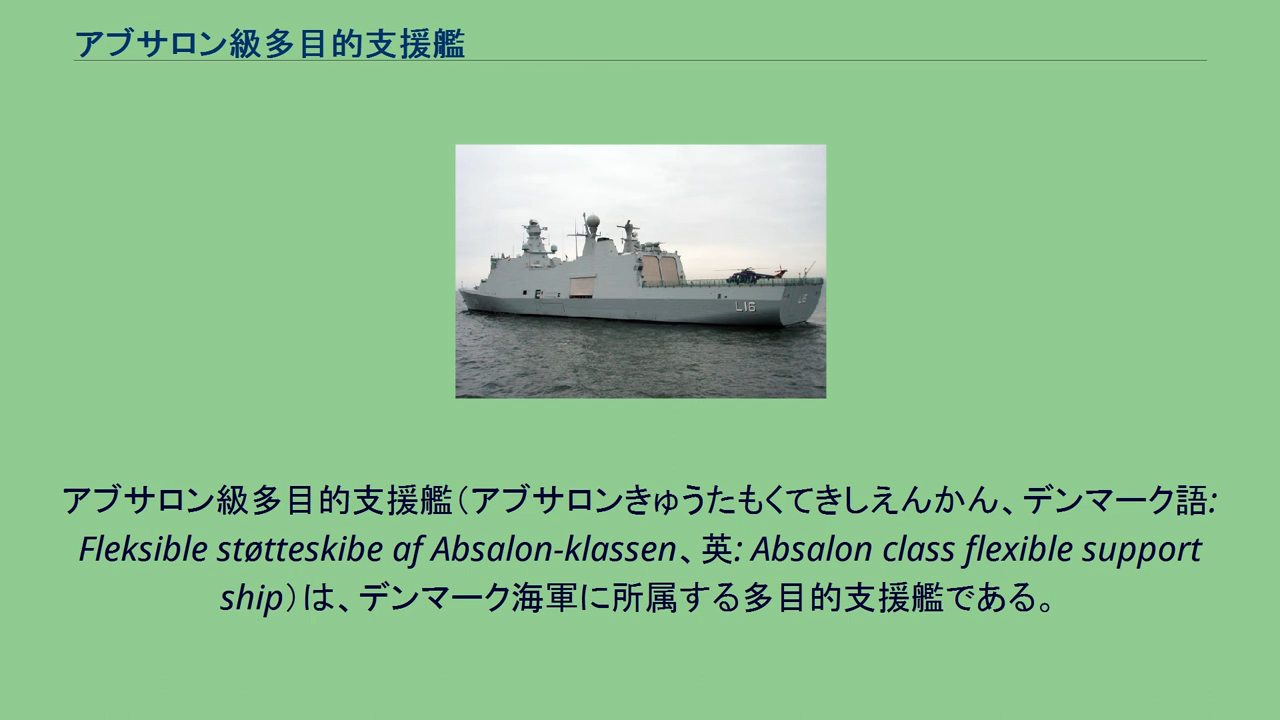 アブサロン級多目的支援艦
L16
アブサロン級多目的支援艦（アブサロンきゅうたもくてきしえんかん、デンマーク語:
Fleksible støtteskibe af Absalon-klassen、英: Absalon class flexible support
ship）は、デンマーク海軍に所属する多目的支援艦である。